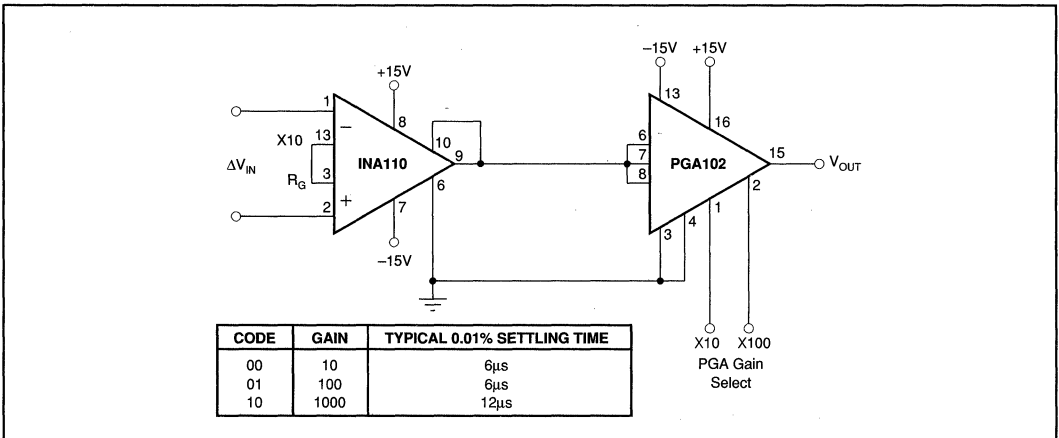 −15V +15V
+15V
13
1
16
8
−
X10 13
10
6
15
INA110
9
7
PGA102
V_OUT
ΔV_IN
8
R_G
3
6
2
2
+
7
4
1
3
−15V
X10 X100
PGA Gain
Select
CODE GAIN TYPICAL 0.01% SETTLING TIME
00 10 6µs
01 100 6µs
10 1000 12µs